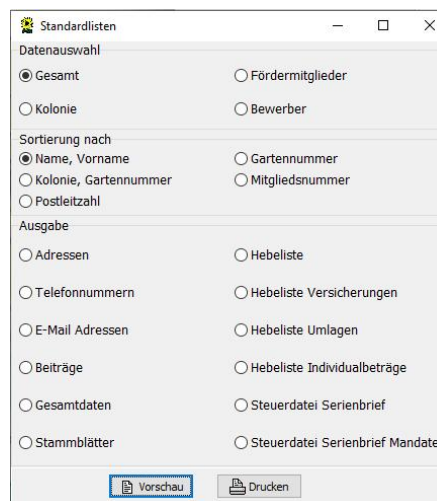 Standardlisten
Datenauswahl
Gesamt
Fördermitglieder
Kolonie
Bewerber
Sortierung nach
Name, Vorname
Gartennummer
Kolonie, Gartennummer
Mitgliedsnummer
Postleitzahl
Ausgabe
Adressen
Hebeliste
Telefonnummern
Hebeliste Versicherungen
E-Mail Adressen
Hebeliste Umlagen
Beiträge
Hebeliste Individualbeträge
Gesamtdaten
Steuerdatei Serienbrief
Stammblätter
Steuerdatei Serienbrief Mandate
Vorschau
Drucken